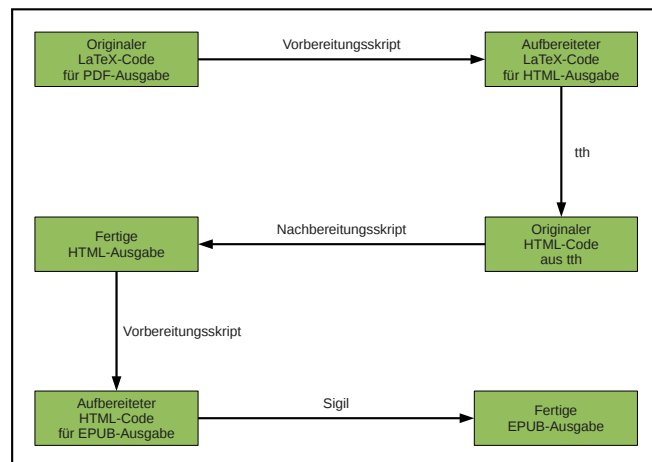 Originaler
LaTeX-Code
für PDF-Ausgabe
Vorbereitungsskript
Aufbereiteter
LaTeX-Code
für HTML-Ausgabe
tth
Originaler
HTML-Code
aus tth
Nachbereitungsskript
Fertige
HTML-Ausgabe
Vorbereitungsskript
Aufbereiteter
HTML-Code
für EPUB-Ausgabe
Sigil
Fertige
EPUB-Ausgabe